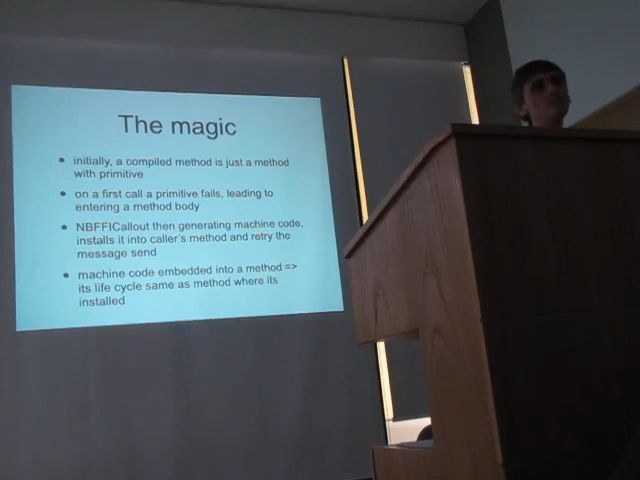 The magic
• initially, a compiled method is just a method
with primitive
• on a first call a primitive fails, leading to
entering a method body
• NBFFICallout then generating machine code,
installs it into caller's method and retry the
message send
• machine code embedded into a method =>
its life cycle same as method where its
installed